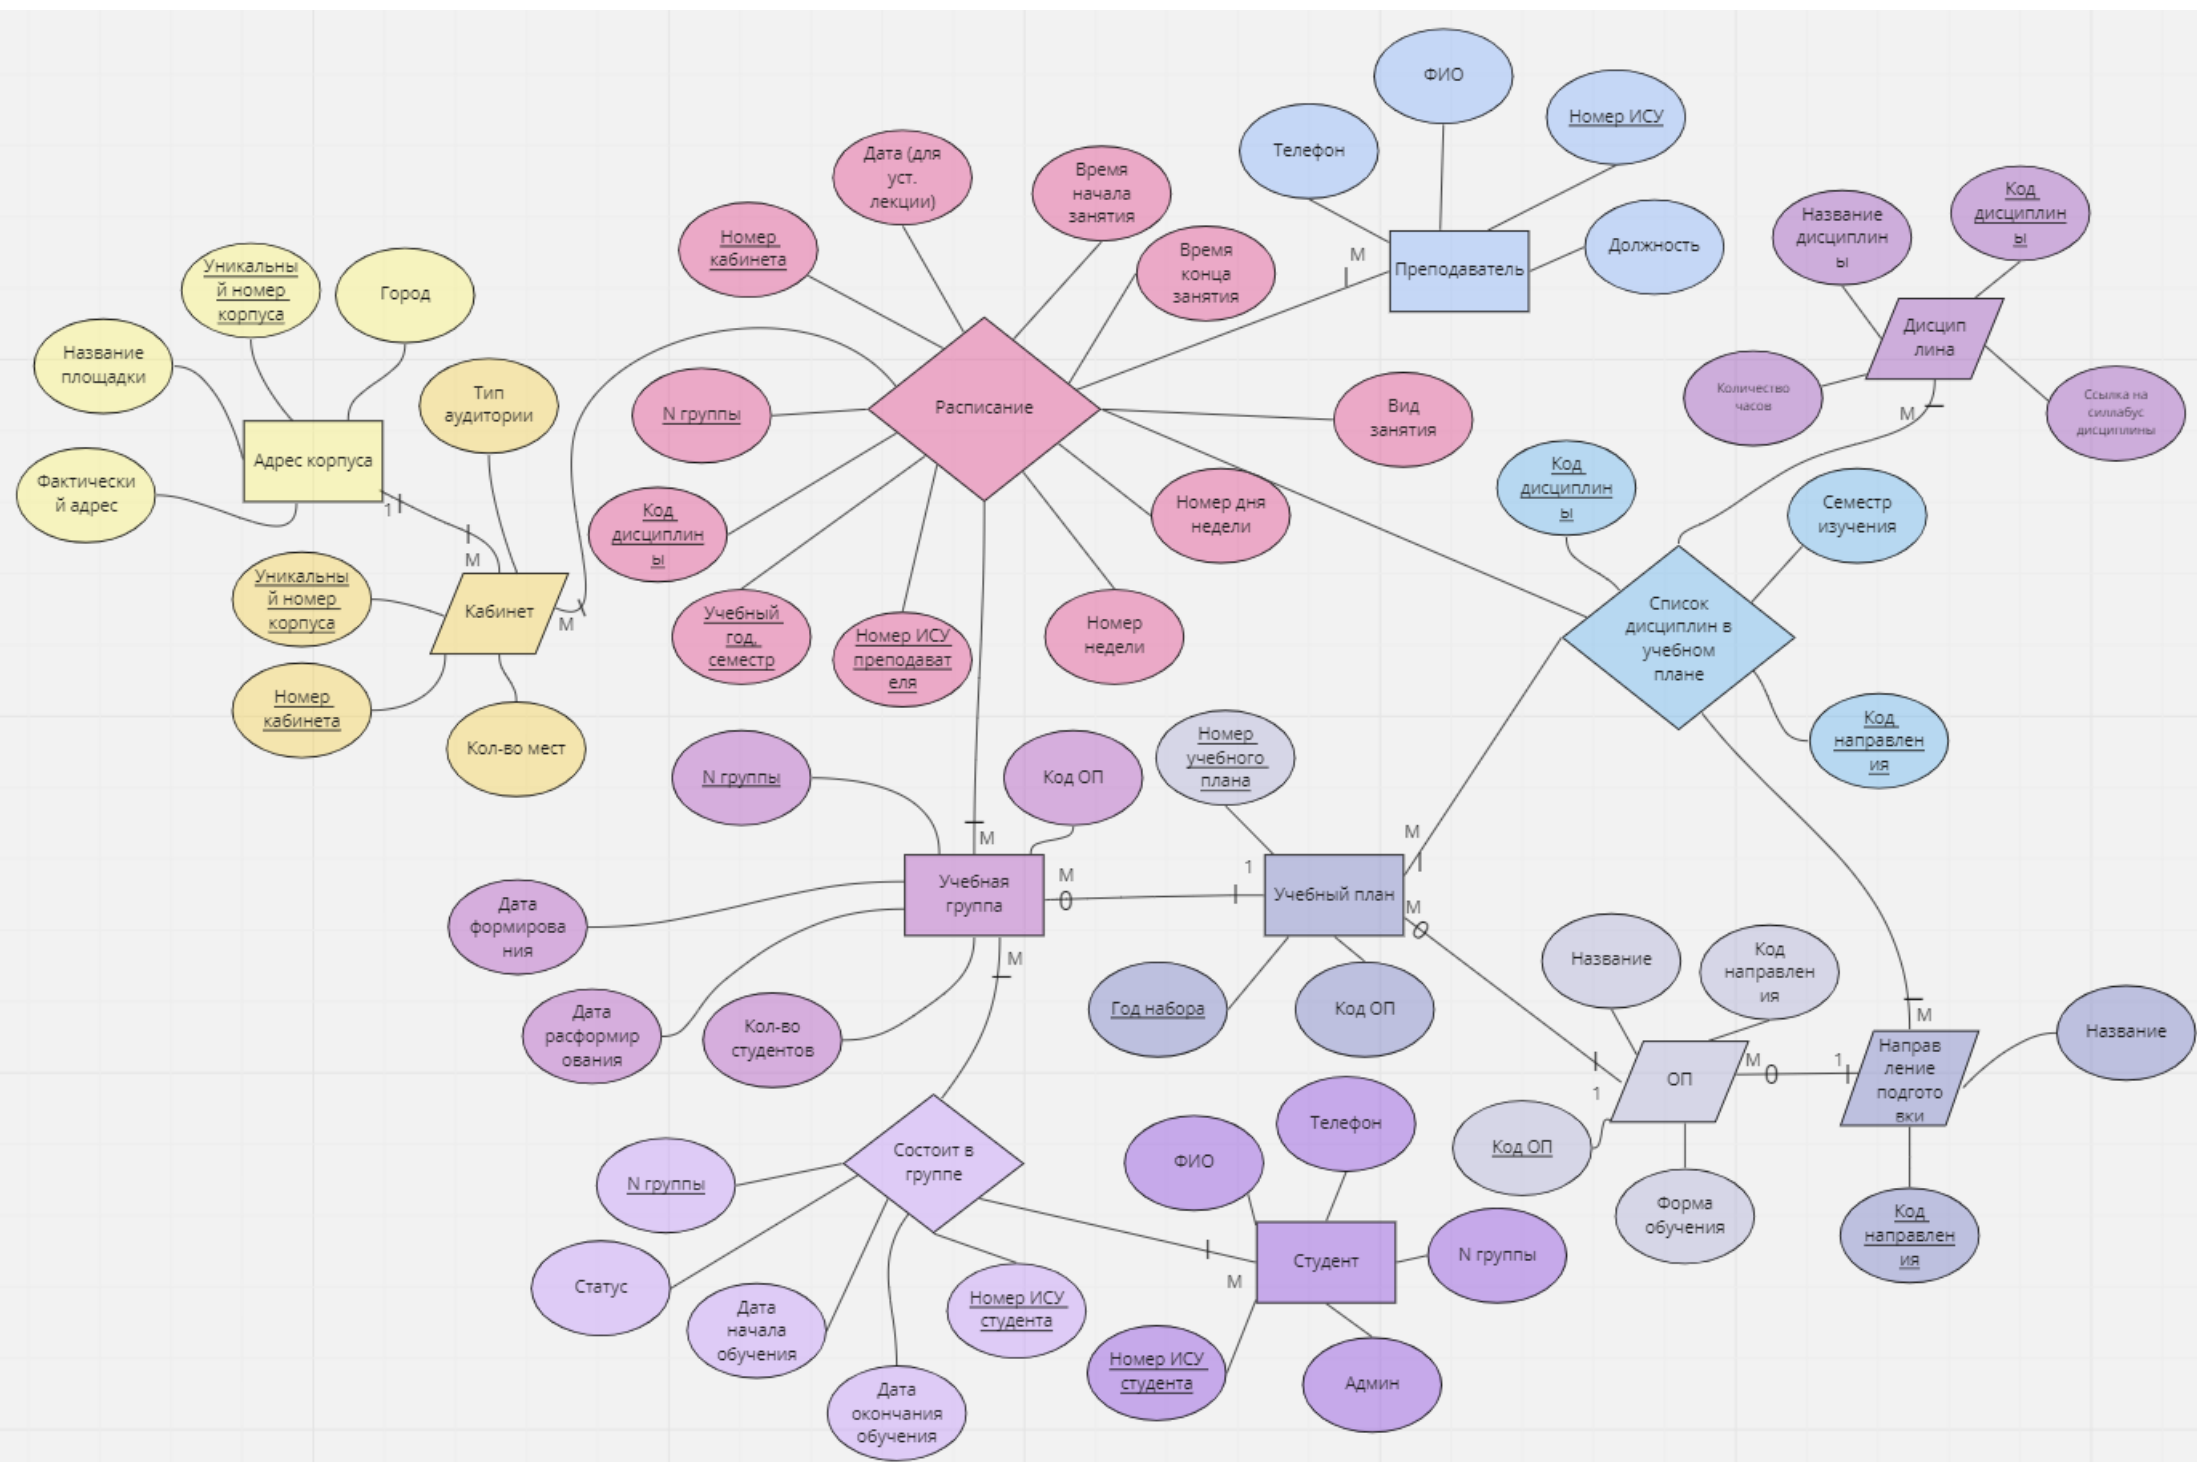 ФИО
Номер ИСУ
Телефон
Должность
М
Преподаватель
Дата (для
уст.
лекции)
Время
начала
занятия
Номер
кабинета
Время
конца
занятия
N группы
Расписание
Вид
занятия
Код
дисциплин
ы
Номер дня
недели
Учебный
год,
семестр
Номер ИСУ
преподават
еля
Номер
недели
Название
дисциплин
ы
Код
дисциплин
ы
Дисцип
лина
Количество
часов
Ссылка на
силлабус
дисциплины
М
Уникальны
й номер
корпуса
Город
Название
площадки
Фактически
й адрес
Адрес корпуса
1
М
Тип
аудитории
Уникальны
й номер
корпуса
Кабинет
М
Номер
кабинета
Кол-во мест
Код
дисциплин
ы
Семестр
изучения
Список
дисциплин в
учебном
плане
Код
направлен
ия
N группы
Код ОП
М
Учебная
группа
М
0
1
Дата
формирова
ния
Дата
расформир
ования
Кол-во
студентов
М
Номер
учебного
плана
Учебный план
М
М
0
Год набора
Код ОП
Название
Код
направлен
ия
1
ОП
М
0
1
Код ОП
Форма
обучения
М
Направ
ление
подгото
вки
Название
Код
направлен
ия
Состоит в
группе
N группы
Статус
Дата
начала
обучения
Дата
окончания
обучения
Номер ИСУ
студента
М
ФИО
Телефон
Студент
N группы
Номер ИСУ
студента
Админ